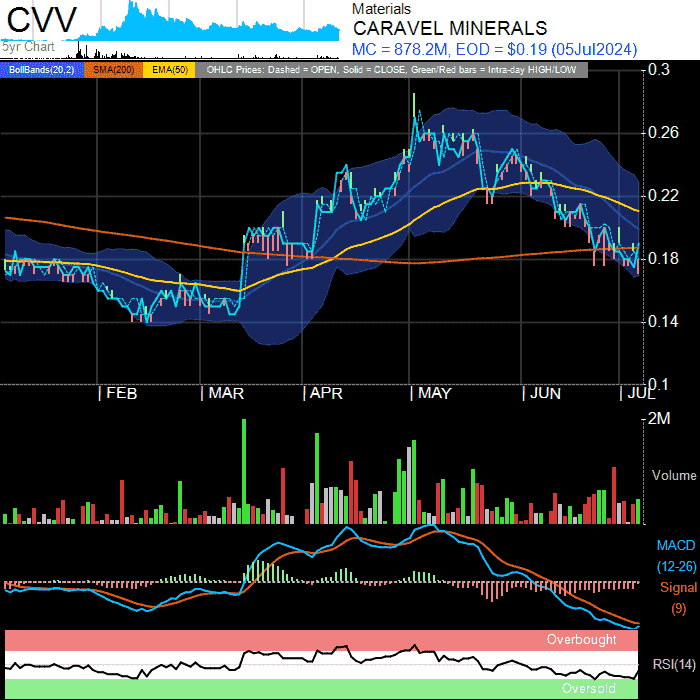 CVV
5yr Chart
Materials
CARAVEL MINERALS
MC = 878.2M, EOD = $0.19 (05Jul2024)
BollBands(20,2) SMA(200) EMA(50) OHLC Prices: Dashed = OPEN, Solid = CLOSE, Green/Red bars = Intra-day HIGH/LOW
0.3
0.26
0.22
0.18
0.14
0.1
| FEB | MAR | APR | MAY | JUN | JUL
2M
Volume
MACD
(12-26)
Signal
(9)
Overbought
RSI(14)
Oversold